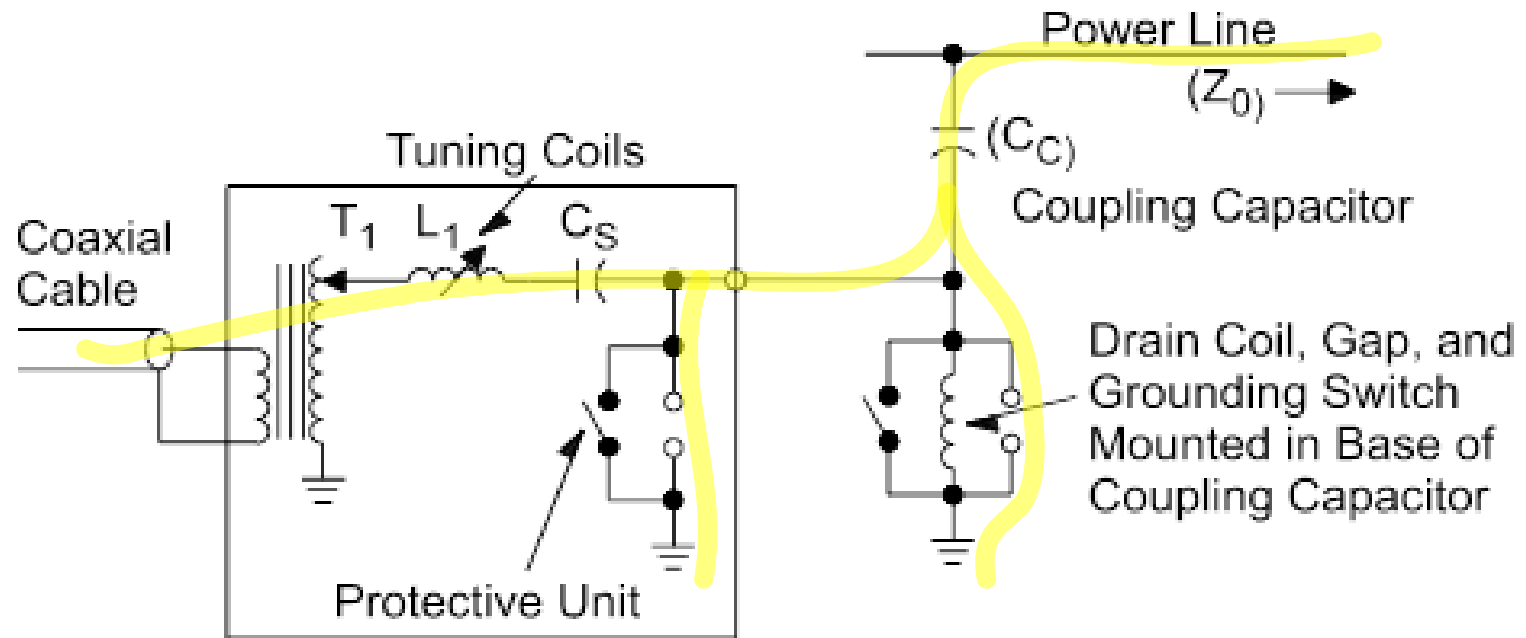 Power Line
(Z0)
(CC)
Tuning Coils
Coupling Capacitor
Coaxial
Cable
T1 L1 CS
Drain Coil, Gap, and
Grounding Switch
Mounted in Base of
Coupling Capacitor
Protective Unit